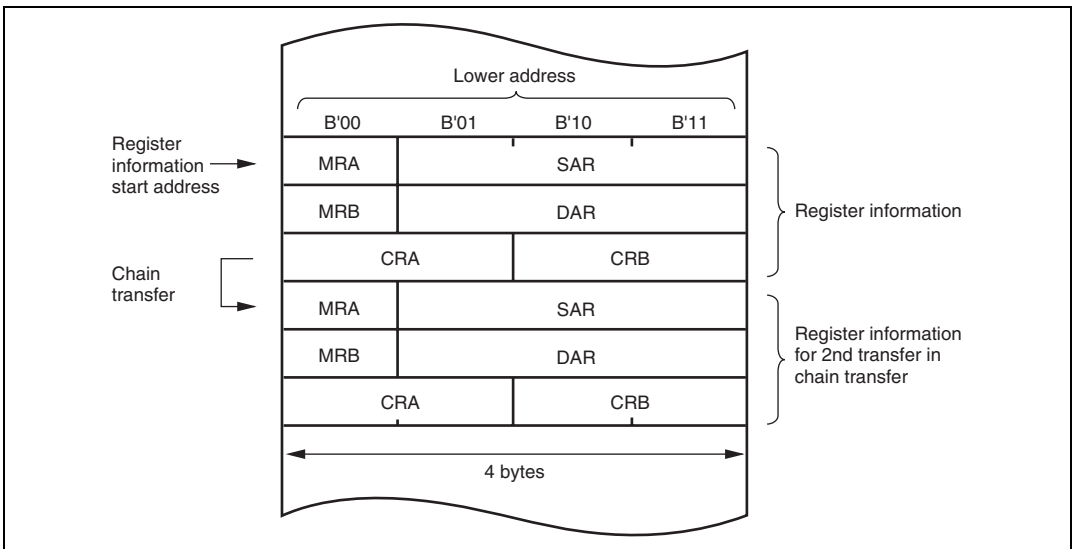 Lower address
B'00 B'01 B'10 B'11
Register
information
start address
MRA SAR
MRB DAR
Register information
CRA CRB
Chain
transfer
MRA SAR
MRB DAR
Register information
for 2nd transfer in
chain transfer
CRA CRB
4 bytes